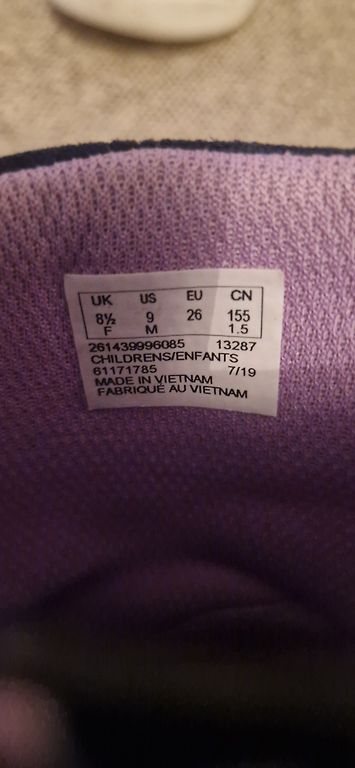 UK US EU CN
8½ 9 26 155
F M 1.5
261439996085 13287
CHILDRENS/ENFANTS
61171785 7/19
MADE IN VIETNAM
FABRIQUÉ AU VIETNAM